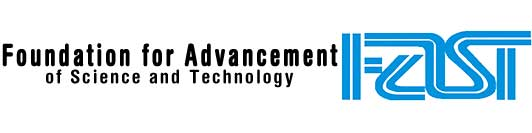 Foundation for Advancement
of Science and Technology
FAST